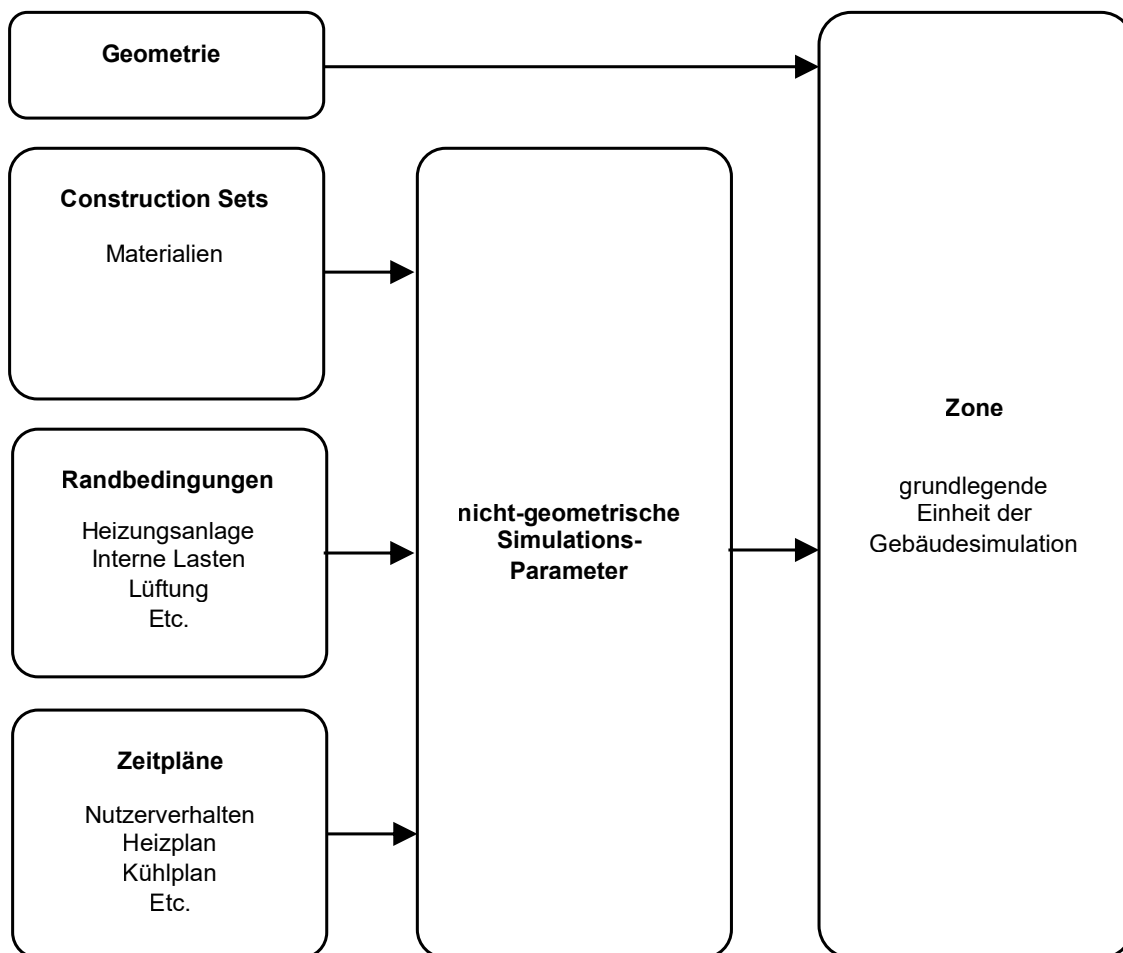 Geometrie
Construction Sets
Materialien
Randbedingungen
Heizungsanlage
Interne Lasten
Lüftung
Etc.
Zeitpläne
Nutzerverhalten
Heizplan
Kühlplan
Etc.
nicht-geometrische
Simulations-
Parameter
Zone
grundlegende
Einheit der
Gebäudesimulation